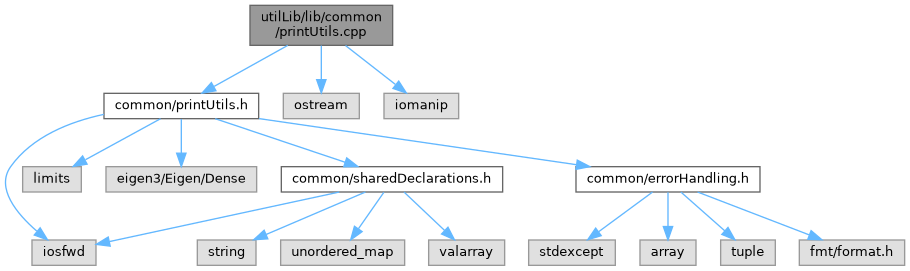 utilLib/lib/common
/printUtils.cpp
common/printUtils.h
ostream
iomanip
limits
eigen3/Eigen/Dense
common/sharedDeclarations.h
common/errorHandling.h
iosfwd
string
unordered_map
valarray
stdexcept
array
tuple
fmt/format.h